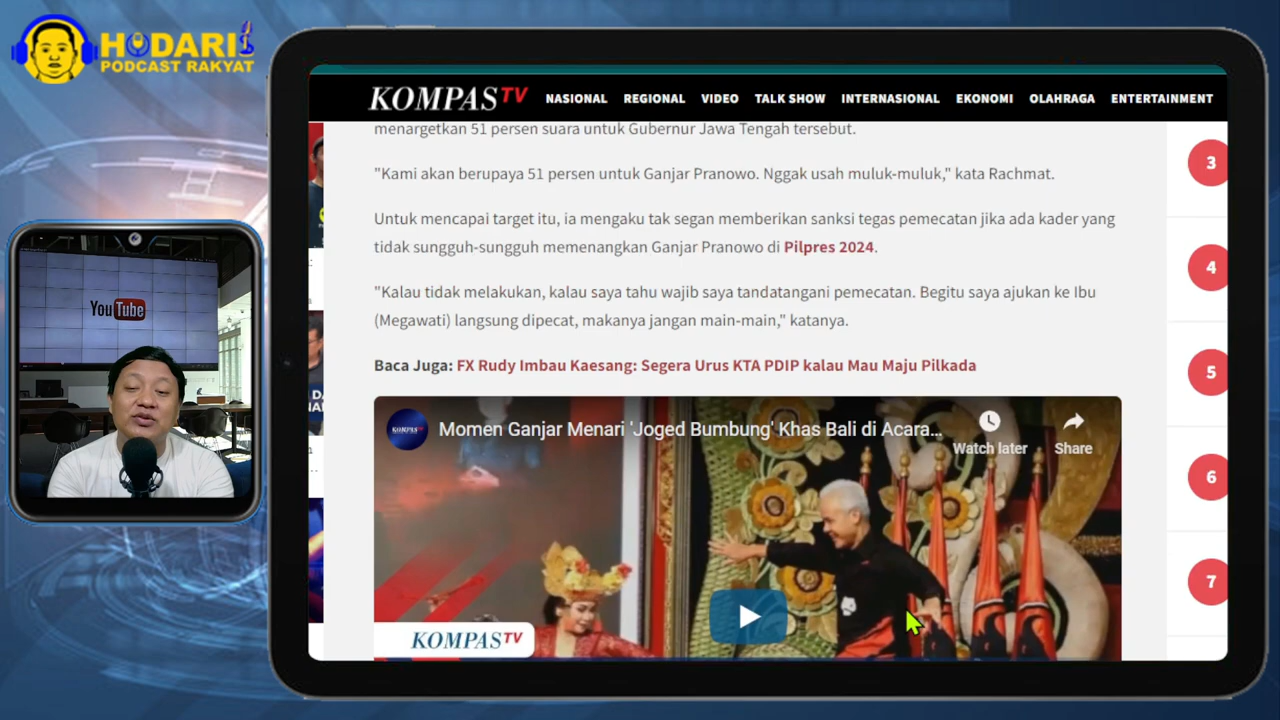 HODARI
PODCAST RAKYAT
YouTube
KOMPAS TV
NASIONAL REGIONAL VIDEO TALK SHOW INTERNASIONAL EKONOMI OLAHRAGA ENTERTAINMENT
menargetkan 51 persen suara untuk Gubernur Jawa Tengah tersebut.
"Kami akan berupaya 51 persen untuk Ganjar Pranowo. Nggak usah muluk-muluk," kata Rachmat.
Untuk mencapai target itu, ia mengaku tak segan memberikan sanksi tegas pemecatan jika ada kader yang
tidak sungguh-sungguh memenangkan Ganjar Pranowo di Pilpres 2024.
"Kalau tidak melakukan, kalau saya tahu wajib saya tandatangani pemecatan. Begitu saya ajukan ke Ibu
(Megawati) langsung dipecat, makanya jangan main-main," katanya.
Baca Juga: FX Rudy Imbau Kaesang: Segera Urus KTA PDIP kalau Mau Maju Pilkada
KOMPAS TV
Momen Ganjar Menari 'Joged Bumbung' Khas Bali di Acara...
Watch later
Share
KOMPAS TV
3
4
5
6
7